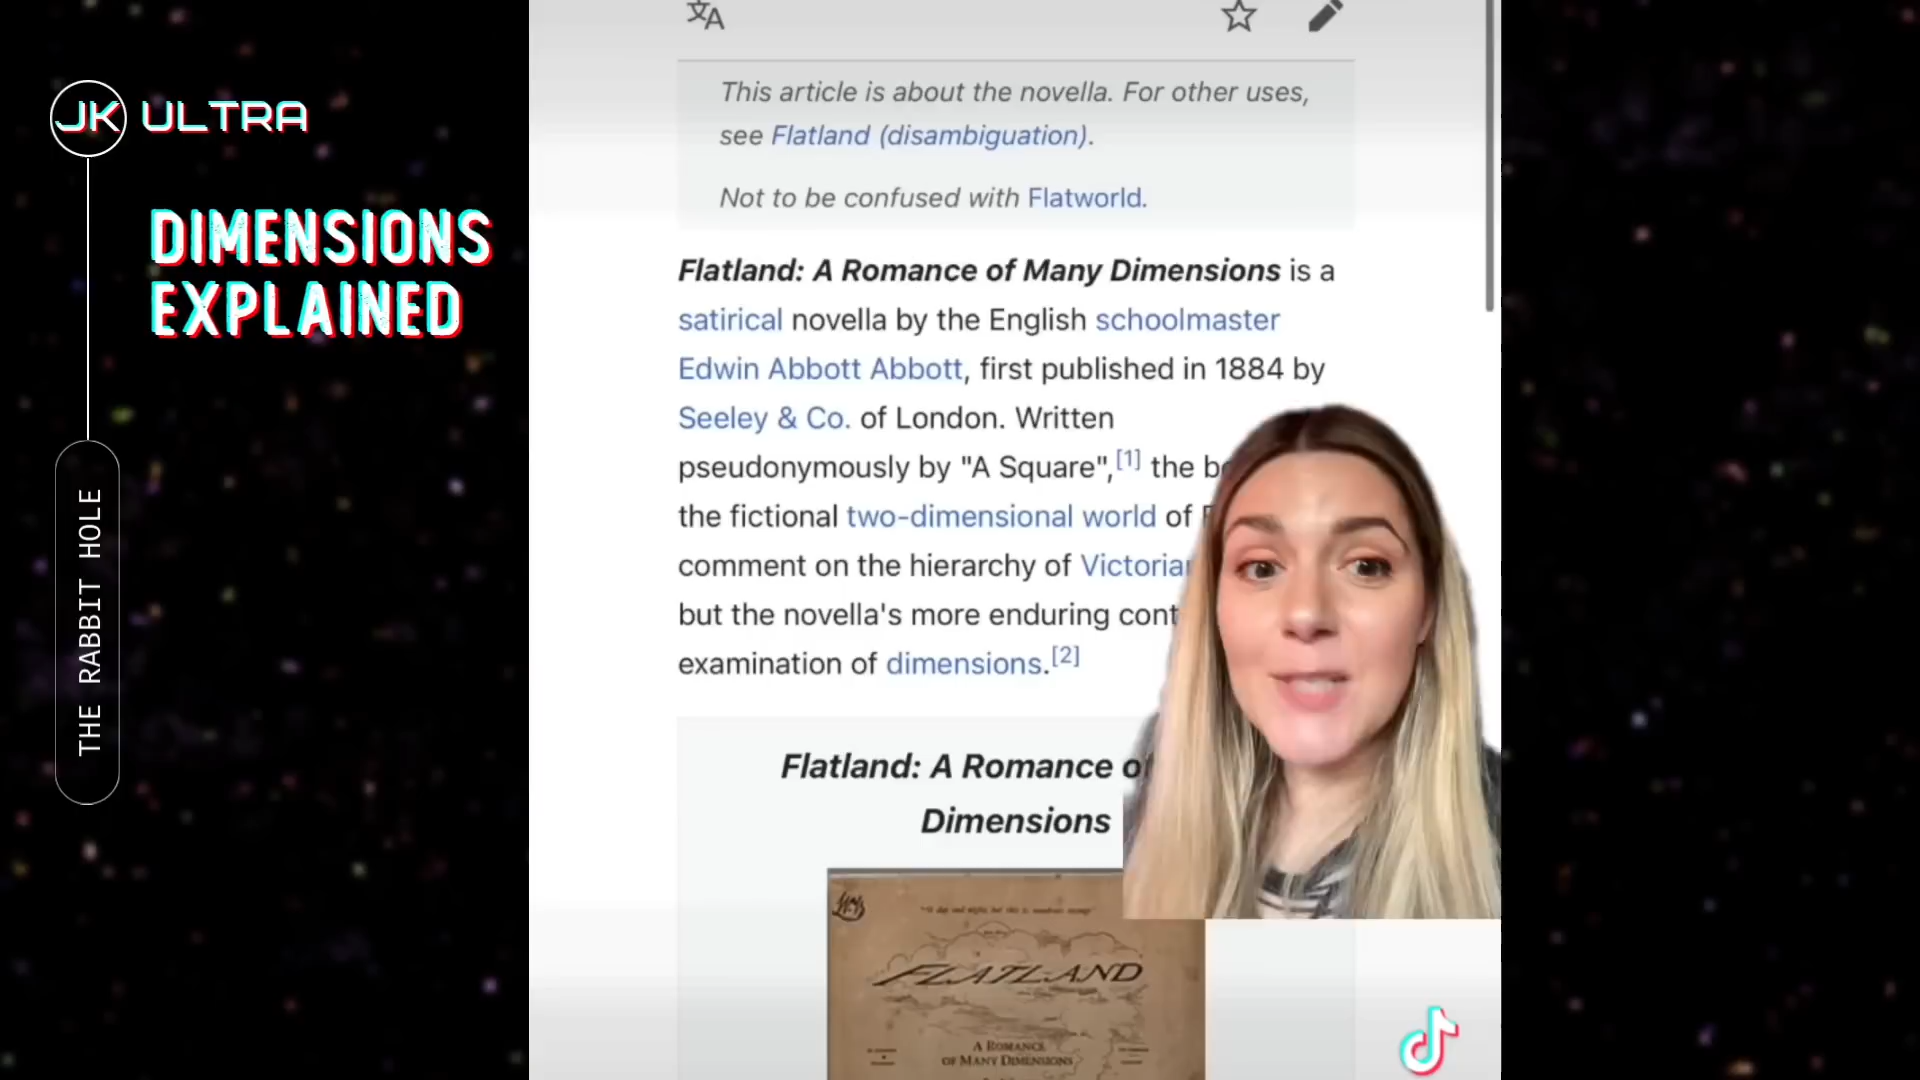 JK ULTRA
DIMENSIONS
EXPLAINED
THE RABBIT HOLE
This article is about the novella. For other uses,
see Flatland (disambiguation).
Not to be confused with Flatworld.
Flatland: A Romance of Many Dimensions is a
satirical novella by the English schoolmaster
Edwin Abbott Abbott, first published in 1884 by
Seeley & Co. of London. Written
pseudonymously by "A Square",[1] the
the fictional two-dimensional world of
comment on the hierarchy of
but the novella's more enduring
examination of dimensions.[2]
Flatland: A Romance
Dimensions
FLATLAND
A ROMANCE
OF MANY DIMENSIONS